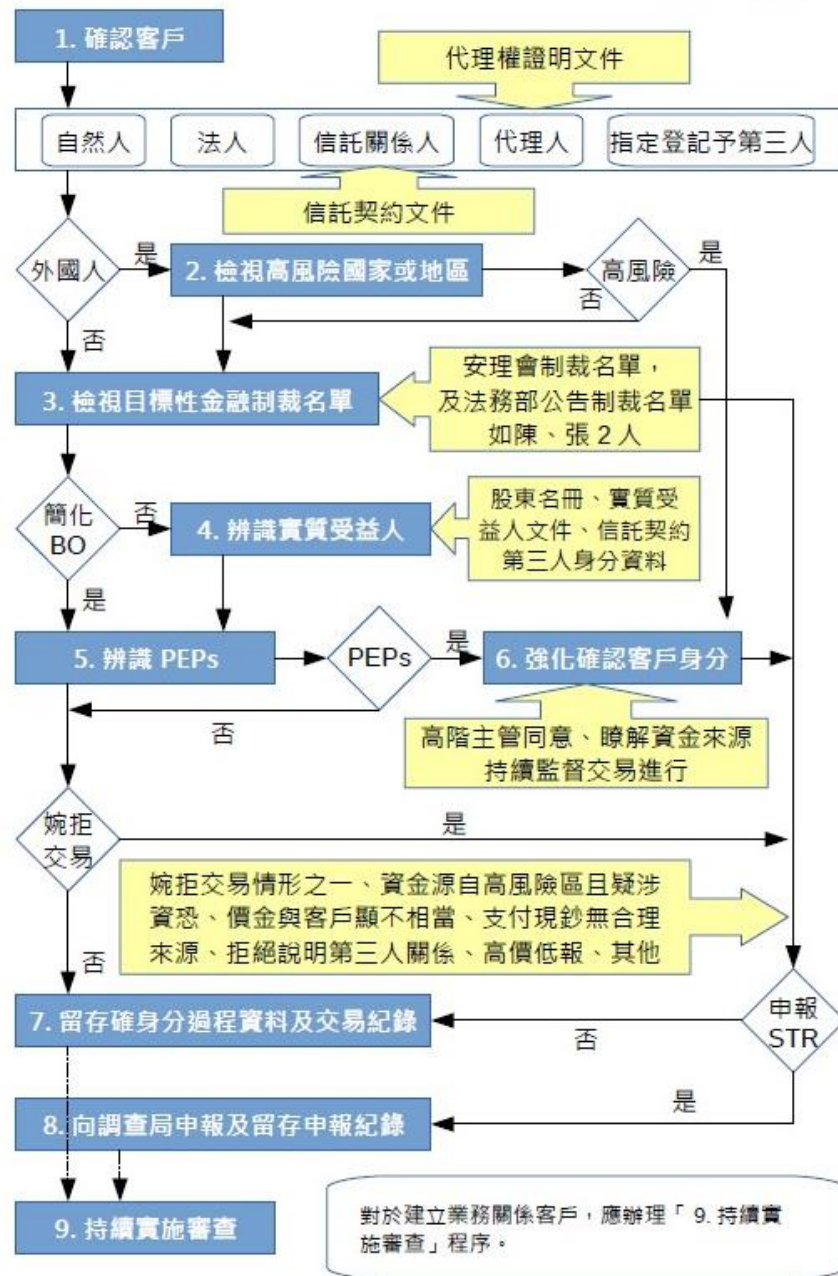 1. 確認客戶
代理權證明文件
自然人
法人
信託關係人
代理人
指定登記予第三人
信託契約文件
外國人
是
2. 檢視高風險國家或地區
高風險
是
否
否
3. 檢視目標性金融制裁名單
安理會制裁名單，
及法務部公告制裁名單
如陳、張 2 人
簡化
BO
否
4. 辨識實質受益人
股東名冊、實質受
益人文件、信託契約
第三人身分資料
是
5. 辨識 PEPs
PEPs
是
6. 強化確認客戶身分
否
高階主管同意、瞭解資金來源
持續監督交易進行
婉拒
交易
是
婉拒交易情形之一、資金源自高風險區且疑涉
資恐、價金與客戶顯不相當、支付現鈔無合理
來源、拒絕說明第三人關係、高價低報、其他
否
7. 留存確身分過程資料及交易紀錄
否
申報
STR
是
8. 向調查局申報及留存申報紀錄
9. 持續實施審查
對於建立業務關係客戶，應辦理「 9. 持續實
施審查」程序。